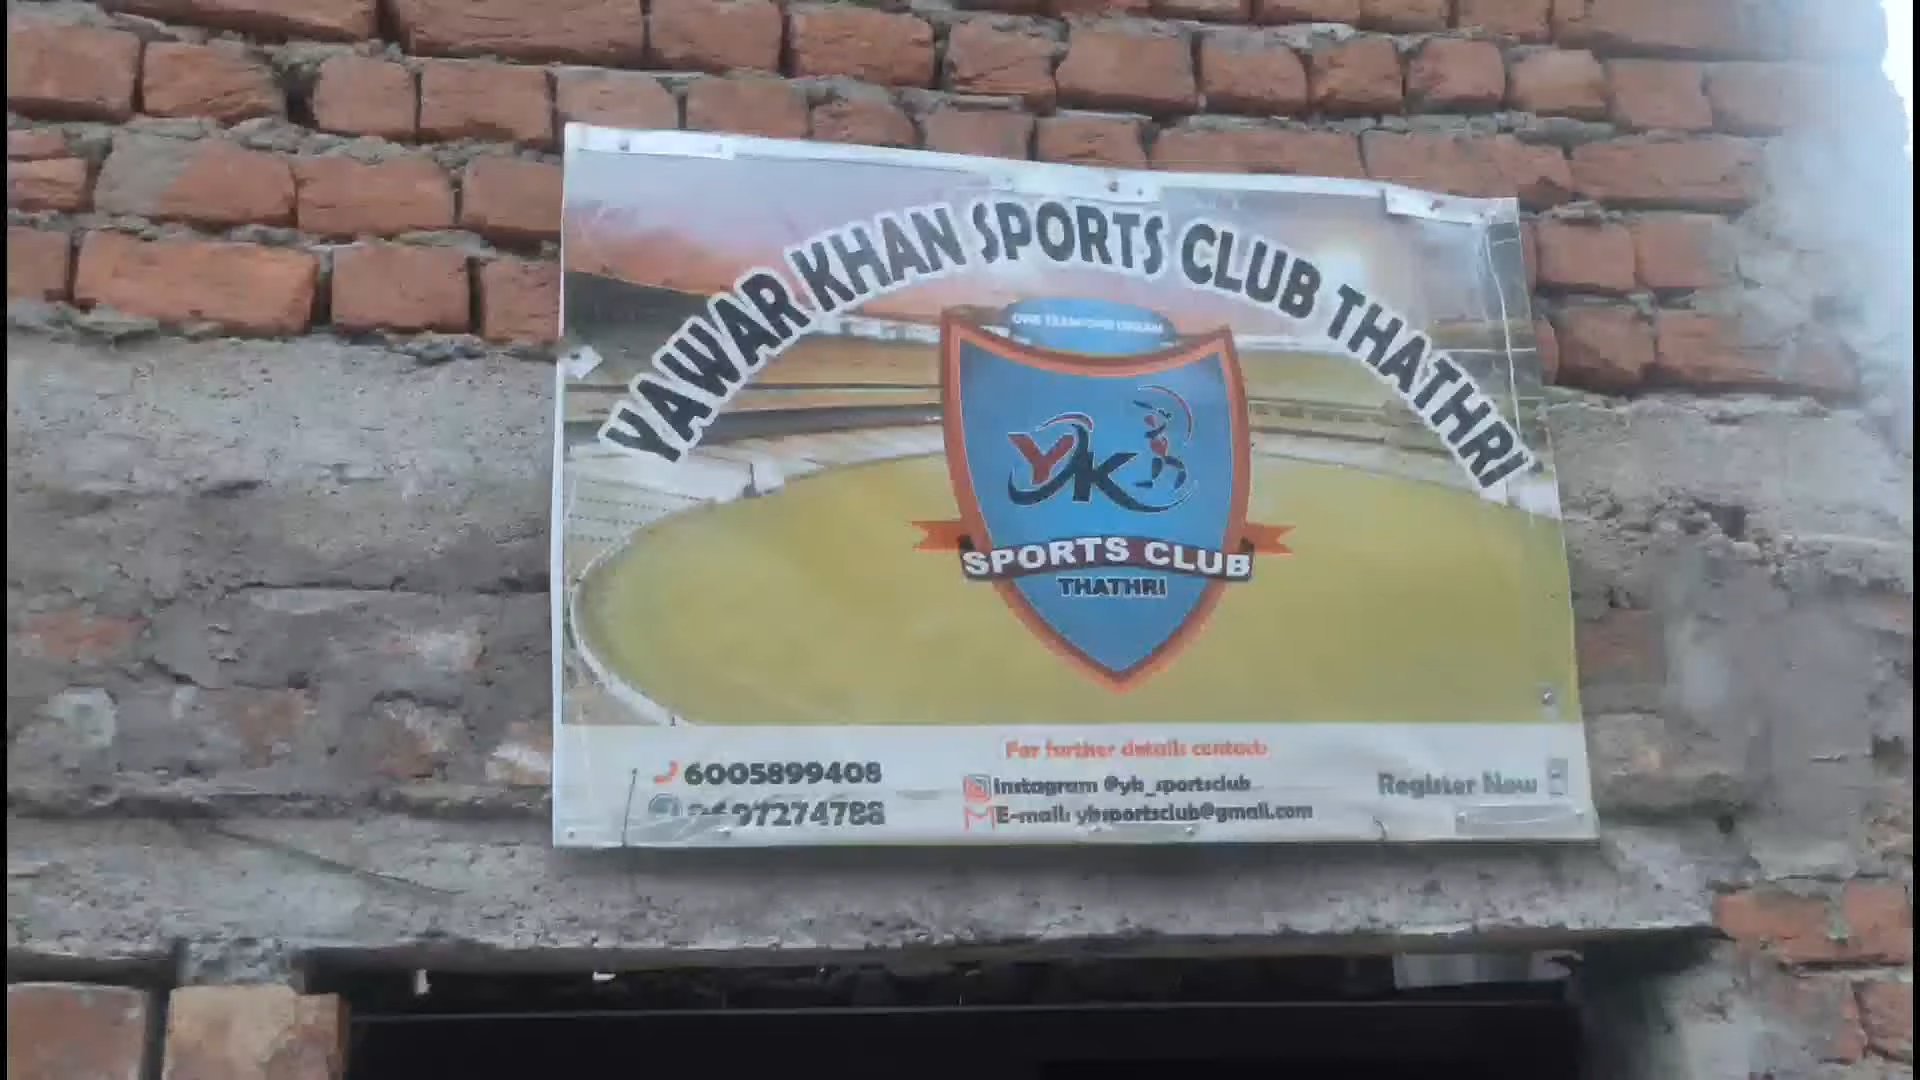 YAWAR KHAN SPORTS CLUB THATHRI
YK
SPORTS CLUB
THATHRI
For further details contact:
6005899408
Instagram @yk_sportsclub
Register Now
E-mail: yksportsclub@gmail.com